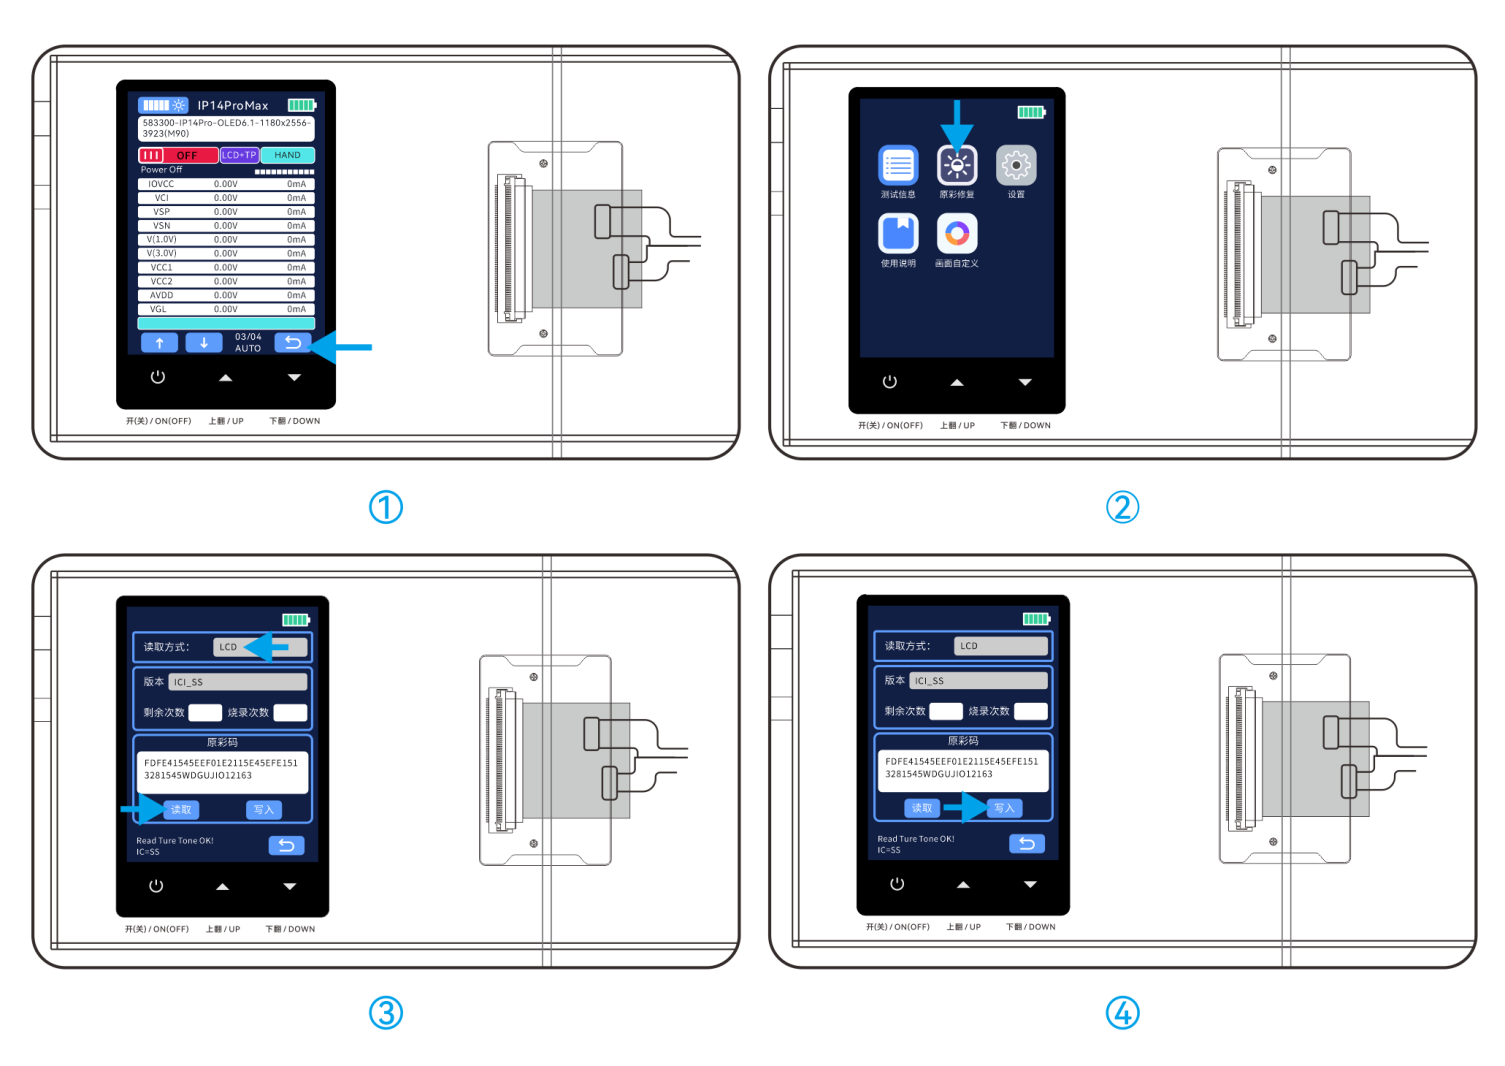 IP14ProMax
583300-IP14Pro-OLED6.1-1180x2556-
3923(M90)
OFF LCD+TP HAND
Power Off
IOVCC 0.00V 0mA
VCI 0.00V 0mA
VSP 0.00V 0mA
VSN 0.00V 0mA
V(1.0V) 0.00V 0mA
V(3.0V) 0.00V 0mA
VCC1 0.00V 0mA
VCC2 0.00V 0mA
AVDD 0.00V 0mA
VGL 0.00V 0mA
03/04
AUTO
开(关) / ON(OFF) 上翻 / UP 下翻 / DOWN
①
测试信息 原彩修复 设置
使用说明 画面自定义
开(关) / ON(OFF) 上翻 / UP 下翻 / DOWN
②
读取方式: LCD
版本 ICI_SS
剩余次数 烧录次数
原彩码
FDFE41545EEF01E2115E45EFE151
3281545WDGUJIO12163
读取 写入
Read Ture Tone OK!
IC=SS
开(关) / ON(OFF) 上翻 / UP 下翻 / DOWN
③
读取方式: LCD
版本 ICI_SS
剩余次数 烧录次数
原彩码
FDFE41545EEF01E2115E45EFE151
3281545WDGUJIO12163
读取 写入
Read Ture Tone OK!
IC=SS
开(关) / ON(OFF) 上翻 / UP 下翻 / DOWN
④